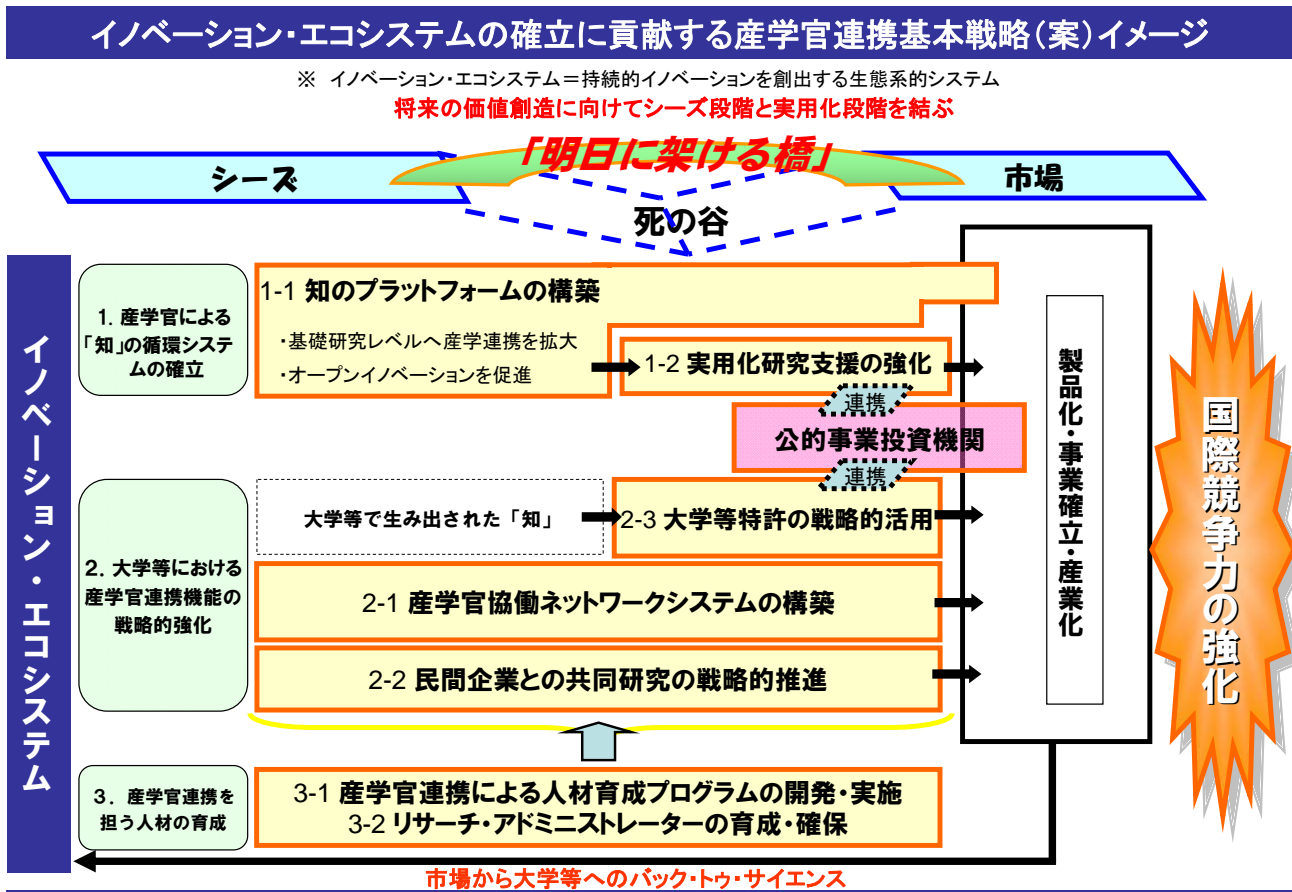 イノベーション・エコシステムの確立に貢献する産学官連携基本戦略（案）イメージ
※　イノベーション・エコシステム＝持続的イノベーションを創出する生態系的システム
将来の価値創造に向けてシーズ段階と実用化段階を結ぶ
「明日に架ける橋」
シーズ
市場
死の谷
イノベーション・エコシステム
1. 産学官による
「知」の循環システ
ムの確立
1-1 知のプラットフォームの構築
・基礎研究レベルへ産学連携を拡大
・オープンイノベーションを促進
1-2 実用化研究支援の強化
連携
公的事業投資機関
連携
2. 大学等における
産学官連携機能の
戦略的強化
大学等で生み出された 「知」
2-3 大学等特許の戦略的活用
2-1 産学官協働ネットワークシステムの構築
2-2 民間企業との共同研究の戦略的推進
3. 産学官連携を
担う人材の育成
3-1 産学官連携による人材育成プログラムの開発・実施
3-2 リサーチ・アドミニストレーターの育成・確保
製品化・事業確立・産業化
国際競争力の強化
市場から大学等へのバック・トゥ・サイエンス